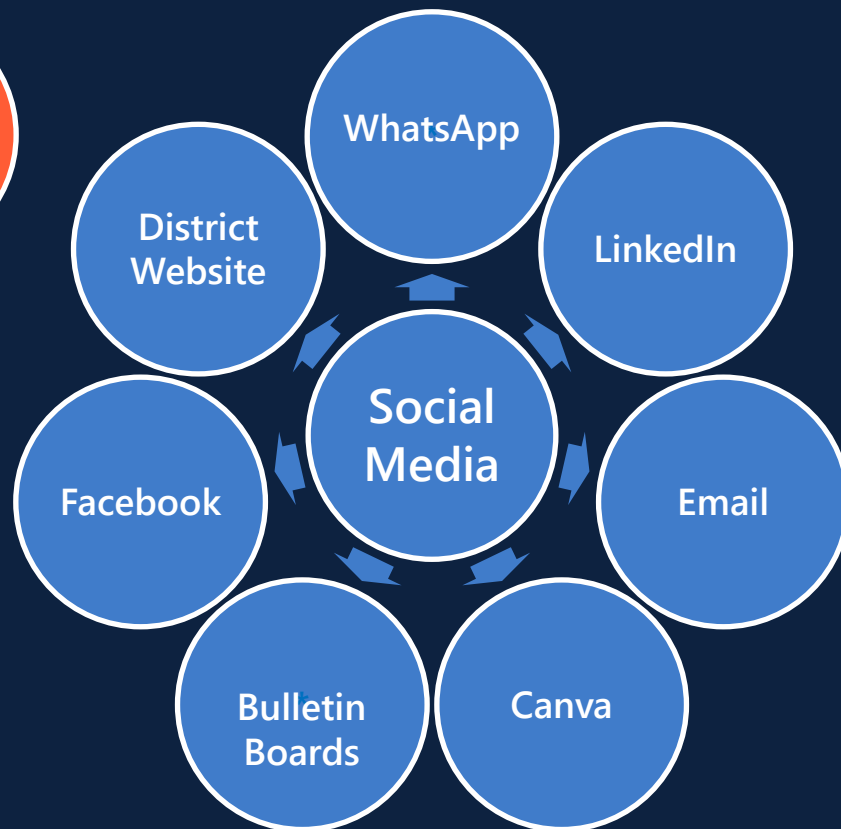 WhatsApp
LinkedIn
Email
Canva
Bulletin
Boards
Facebook
District
Website
Social
Media